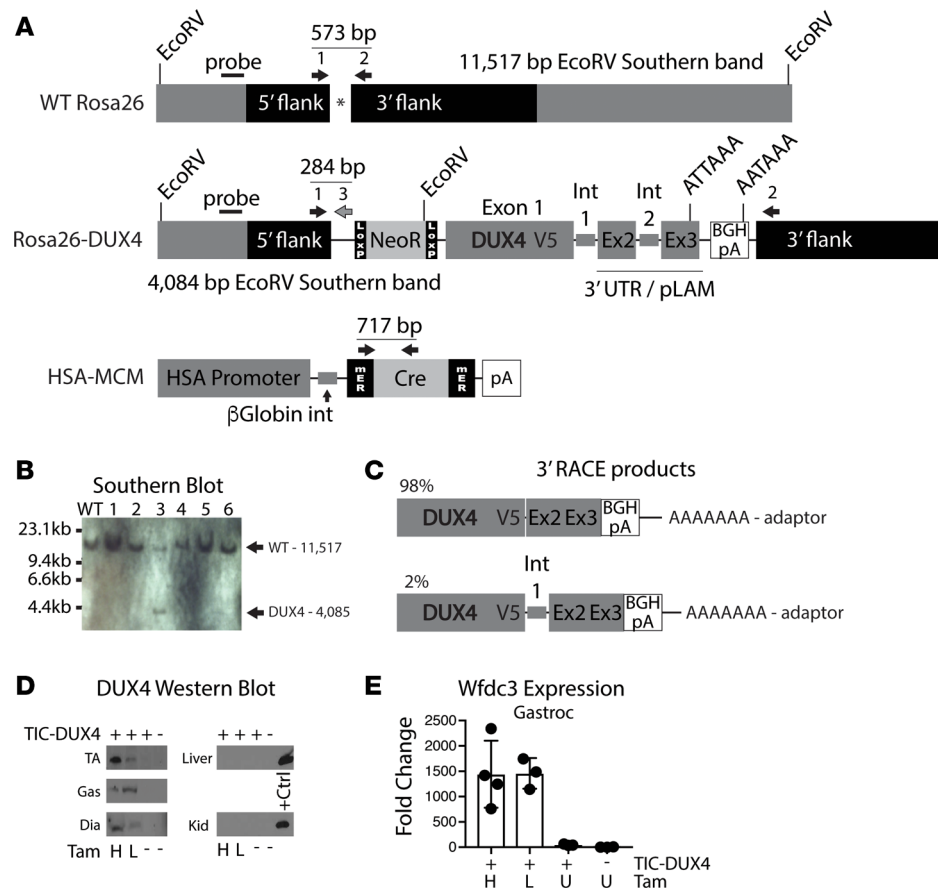 A
EcoRV
probe
573 bp
1 2
11,517 bp EcoRV Southern band
EcoRV
WT Rosa26
5’ flank * 3’ flank
EcoRV
probe
284 bp
1 3
EcoRV
Exon 1
Int
1
Int
2
ATTAAA
AATAAA
2
Rosa26-DUX4
5’ flank LoxP NeoR LoxP DUX4 V5 Ex2 Ex3 BGH pA 3’ flank
4,084 bp EcoRV Southern band
3’ UTR / pLAM
717 bp
HSA-MCM
HSA Promoter mER Cre mER pA
βGlobin int
B
Southern Blot
WT 1 2 3 4 5 6
23.1kb
9.4kb
6.6kb
4.4kb
WT - 11,517
DUX4 - 4,085
C
3’ RACE products
98%
DUX4 V5 Ex2 Ex3 BGH pA AAAAAAA - adaptor
2%
Int
1
DUX4 V5 Ex2 Ex3 BGH pA AAAAAAA - adaptor
D
DUX4 Western Blot
TIC-DUX4 + + + - + + + -
TA Liver
Gas
+Ctrl
Dia Kid
Tam H L - - H L - -
E
Wfdc3 Expression
Gastroc
Fold Change
2500
2000
1500
1000
500
0
+ + + - TIC-DUX4
H L U U Tam